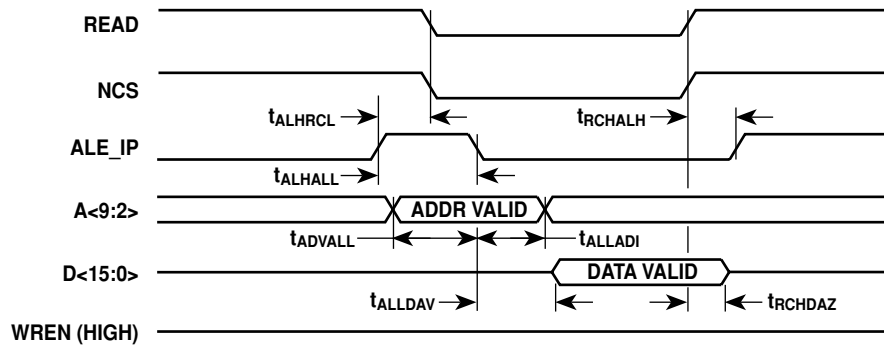 READ
NCS
tALHRCL
tRCHALH
ALE_IP
tALHALL
A<9:2>
ADDR VALID
tADVALL
tALLADI
D<15:0>
DATA VALID
tALLDAV
tRCHDAZ
WREN (HIGH)